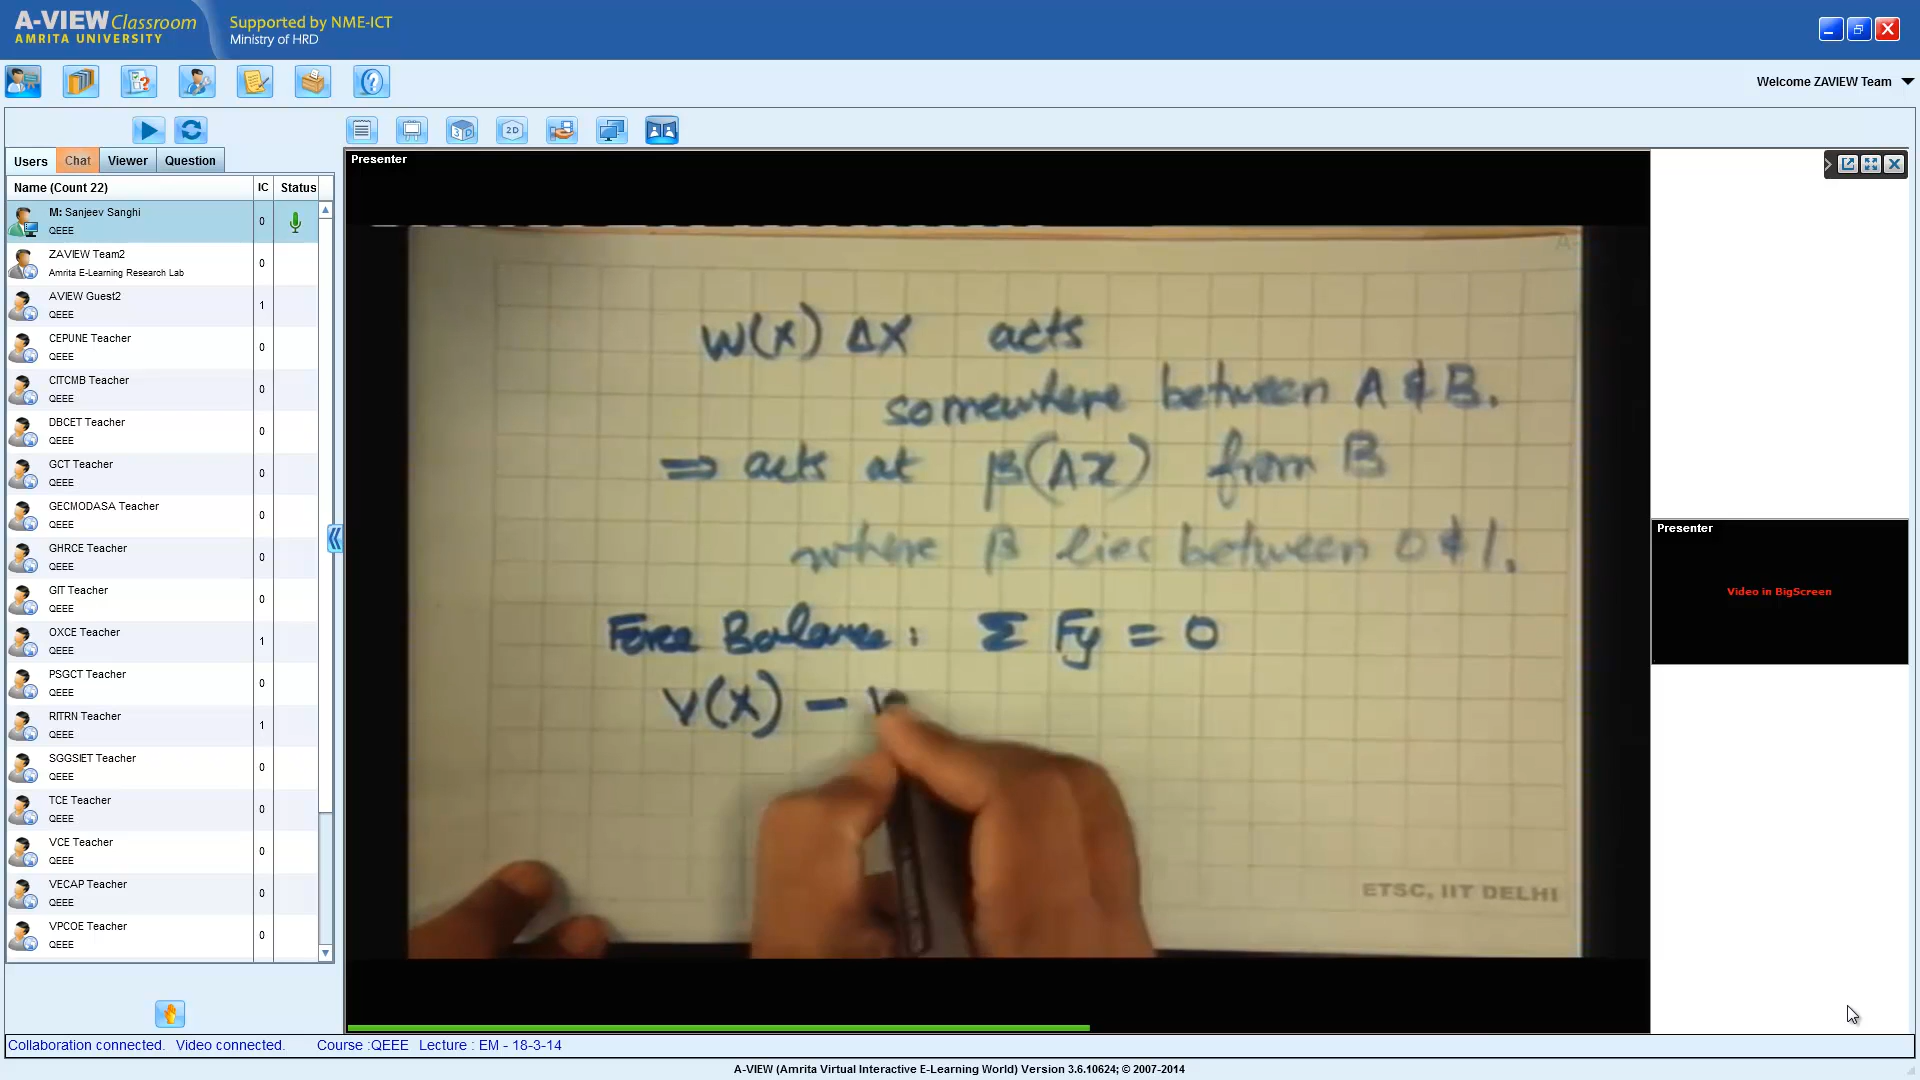 A-VIEW Classroom
AMRITA UNIVERSITY
Supported by NME-ICT
Ministry of HRD
Welcome ZAVIEW Team
Users Chat Viewer Question
Name (Count 22) IC Status
M: Sanjeev Sanghi
QEEE 0
ZAVIEW Team2
Amrita E-Learning Research Lab 0
AVIEW Guest2
QEEE 1
CEPUNE Teacher
QEEE 0
CITCMB Teacher
QEEE 0
DBCET Teacher
QEEE 0
GCT Teacher
QEEE 0
GECMODASA Teacher
QEEE 0
GHRCE Teacher
QEEE 0
GIT Teacher
QEEE 0
OXCE Teacher
QEEE 1
PSGCT Teacher
QEEE 0
RITRN Teacher
QEEE 1
SGGSIET Teacher
QEEE 0
TCE Teacher
QEEE 0
VCE Teacher
QEEE 0
VECAP Teacher
QEEE 0
VPCOE Teacher
QEEE 0
3D
2D
Presenter
W(x) Δx acts
somewhere between A & B.
⇒ acts at β(Δx) from B
where β lies between 0 & 1.
Force Balance: Σ Fy = 0
V(x) −
ETSC, IIT DELHI
Presenter
Video in BigScreen
Collaboration connected. Video connected. Course :QEEE Lecture : EM - 18-3-14
A-VIEW (Amrita Virtual Interactive E-Learning World) Version 3.6.10624; © 2007-2014